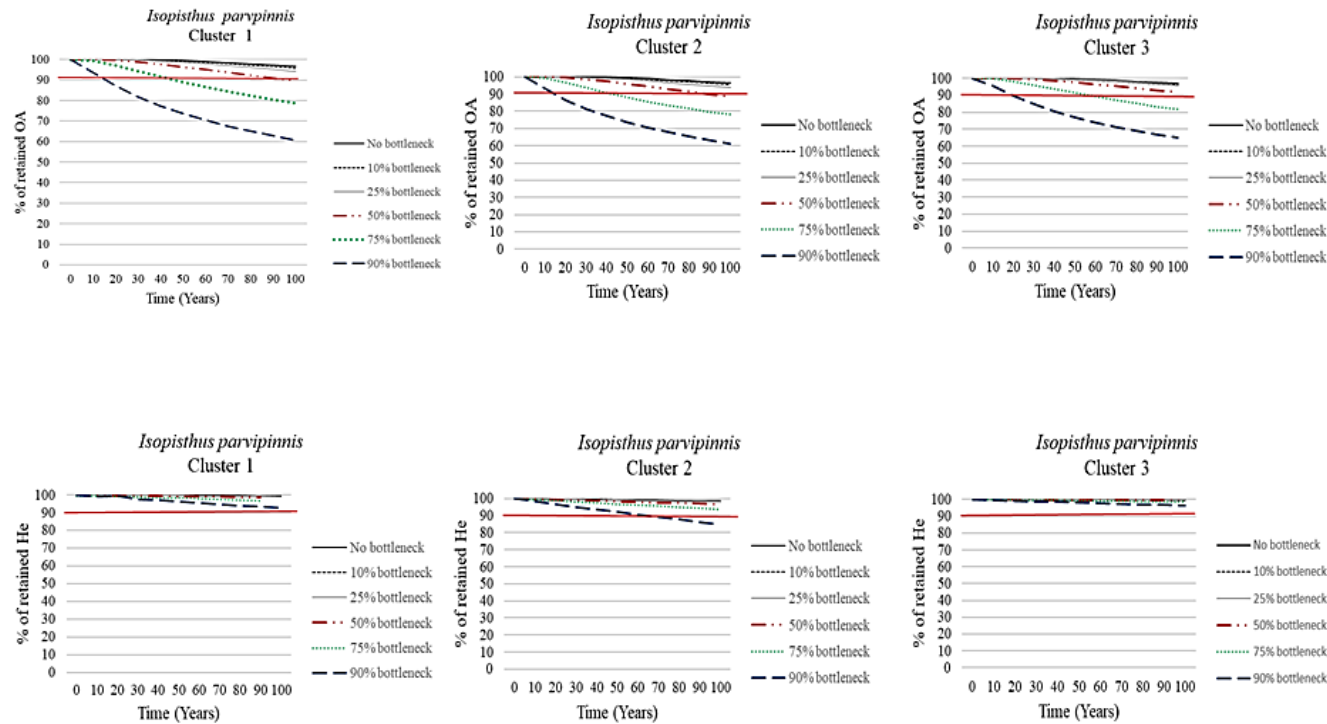 Isopisthus parvpinnis
Cluster 1
% of retained OA
100
90
80
70
60
50
40
30
20
10
0
0 10 20 30 40 50 60 70 80 90 100
Time (Years)
No bottleneck
10% bottleneck
25% bottleneck
50% bottleneck
75% bottleneck
90% bottleneck
Isopisthus parvipinnis
Cluster 2
% of retained OA
100
90
80
70
60
50
40
30
20
10
0
0 10 20 30 40 50 60 70 80 90 100
Time (Years)
No bottleneck
10% bottleneck
25% bottleneck
50% bottleneck
75% bottleneck
90% bottleneck
Isopisthus parvipinnis
Cluster 3
% of retained OA
100
90
80
70
60
50
40
30
20
10
0
0 10 20 30 40 50 60 70 80 90 100
Time (Years)
No bottleneck
10% bottleneck
25% bottleneck
50% bottleneck
75% bottleneck
90% bottleneck
Isopisthus parvipinnis
Cluster 1
% of retained He
100
90
80
70
60
50
40
30
20
10
0
0 10 20 30 40 50 60 70 80 90 100
Time (Years)
No bottleneck
10% bottleneck
25% bottleneck
50% bottleneck
75% bottleneck
90% bottleneck
Isopisthus parvipinnis
Cluster 2
% of retained He
100
90
80
70
60
50
40
30
20
10
0
0 10 20 30 40 50 60 70 80 90 100
Time (Years)
No bottleneck
10% bottleneck
25% bottleneck
50% bottleneck
75% bottleneck
90% bottleneck
Isopisthus parvipinnis
Cluster 3
% of retained He
100
90
80
70
60
50
40
30
20
10
0
0 10 20 30 40 50 60 70 80 90 100
Time (Years)
No bottleneck
10% bottleneck
25% bottleneck
50% bottleneck
75% bottleneck
90% bottleneck